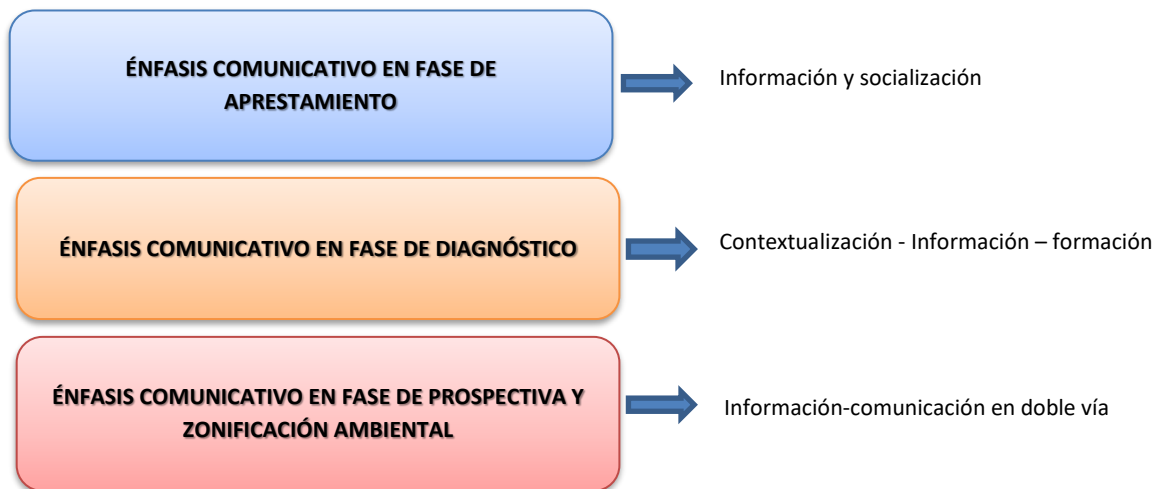 ÉNFASIS COMUNICATIVO EN FASE DE
APRESTAMIENTO
Información y socialización
ÉNFASIS COMUNICATIVO EN FASE DE DIAGNÓSTICO
Contextualización - Información – formación
ÉNFASIS COMUNICATIVO EN FASE DE PROSPECTIVA Y
ZONIFICACIÓN AMBIENTAL
Información-comunicación en doble vía